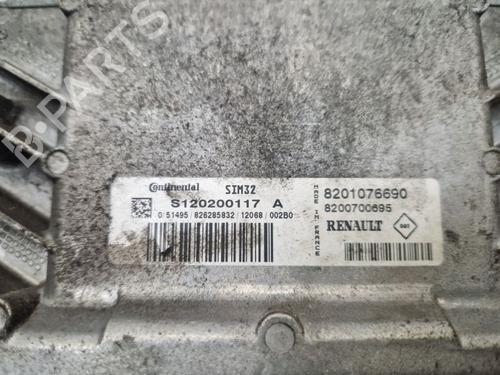 B-PARTS
Continental SIM32
S120200117 A
0 51495 826285832 12068 002B0
MADE IN FRANCE
8201076690
8200700695
RENAULT